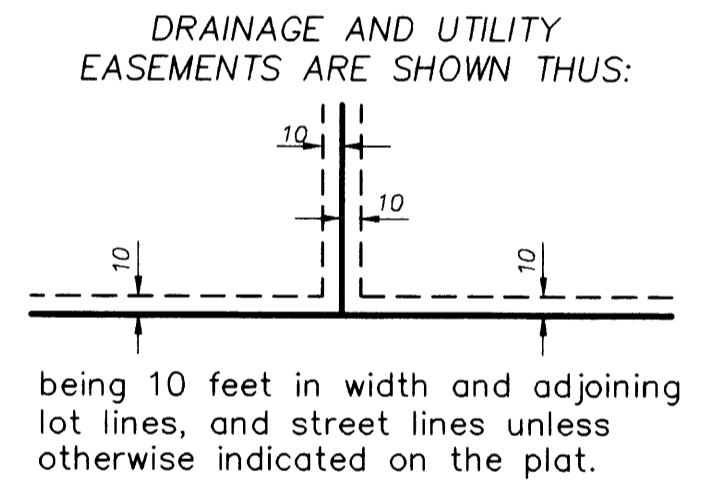 DRAINAGE AND UTILITY
EASEMENTS ARE SHOWN THUS:
10
10
10
10
being 10 feet in width and adjoining
lot lines, and street lines unless
otherwise indicated on the plat.